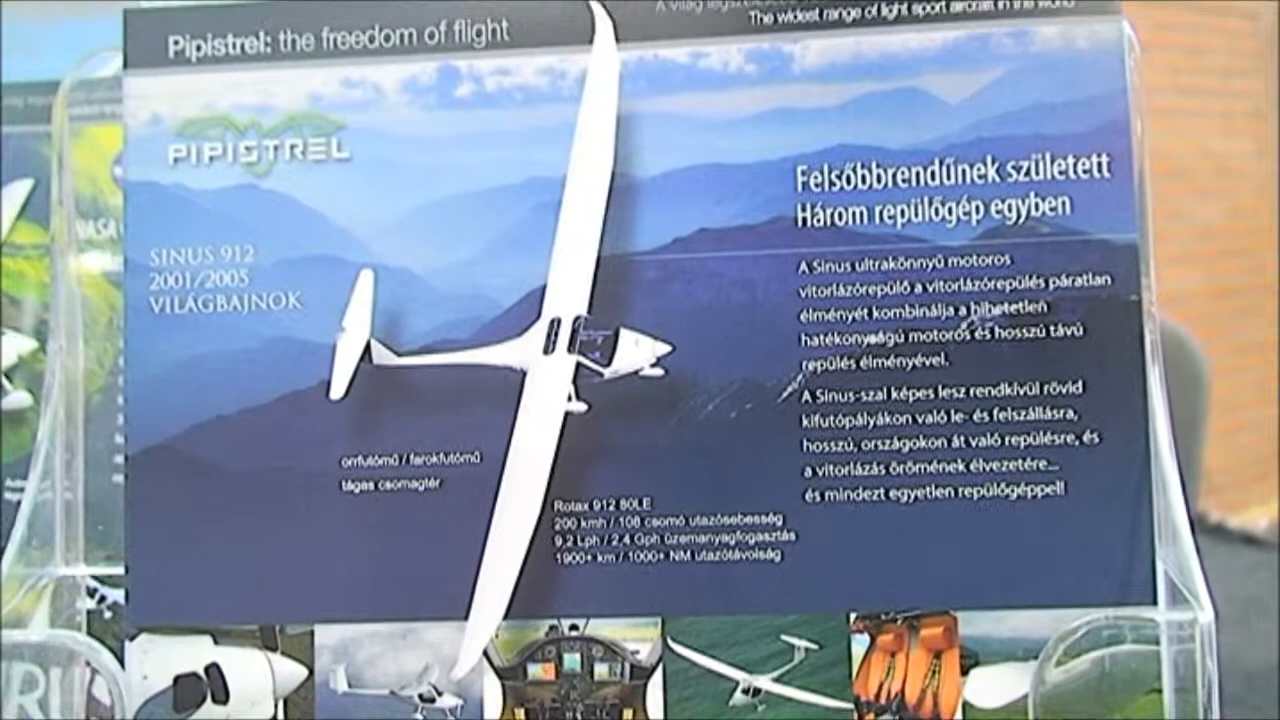 Pipistrel: the freedom of flight
A világ
The widest range of light sport aircraft in the world
PIPISTREL
SINUS 912
2001/2005
VILÁGBAJNOK
Felsőbbrendűnek született
Három repülőgép egyben
A Sinus ultrakönnyű motoros
vitorlázórepülő a vitorlázórepülés páratlan
élményét kombinálja a hihetetlen
hatékonyságú motoros és hosszú távú
repülés élményével.
A Sinus-szal képes lesz rendkívül rövid
kifutópályákon való le- és felszállásra,
hosszú, országokon át való repülésre, és
a vitorlázás örömének élvezetére...
és mindezt egyetlen repülőgéppel!
orrfutómű / farokfutómű
tágas csomagtér
Rotax 912 80LE
200 kmh / 108 csomó utazósebesség
9,2 Lph / 2,4 Gph üzemanyagfogasztás
1900+ km / 1000+ NM utazótávolság